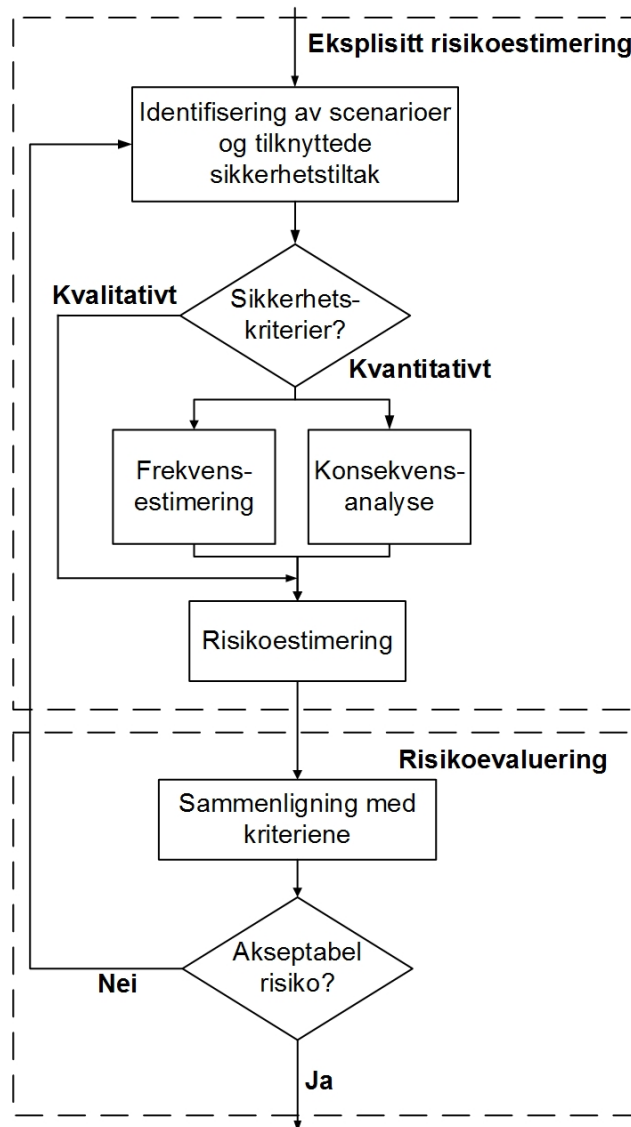 Eksplisitt risikoestimering
Identifisering av scenarioer
og tilknyttede
sikkerhetstiltak
Kvalitativt
Sikkerhets-
kriterier?
Kvantitativt
Frekvens-
estimering
Konsekvens-
analyse
Risikoestimering
Risikoevaluering
Sammenligning med
kriteriene
Akseptabel
risiko?
Nei
Ja